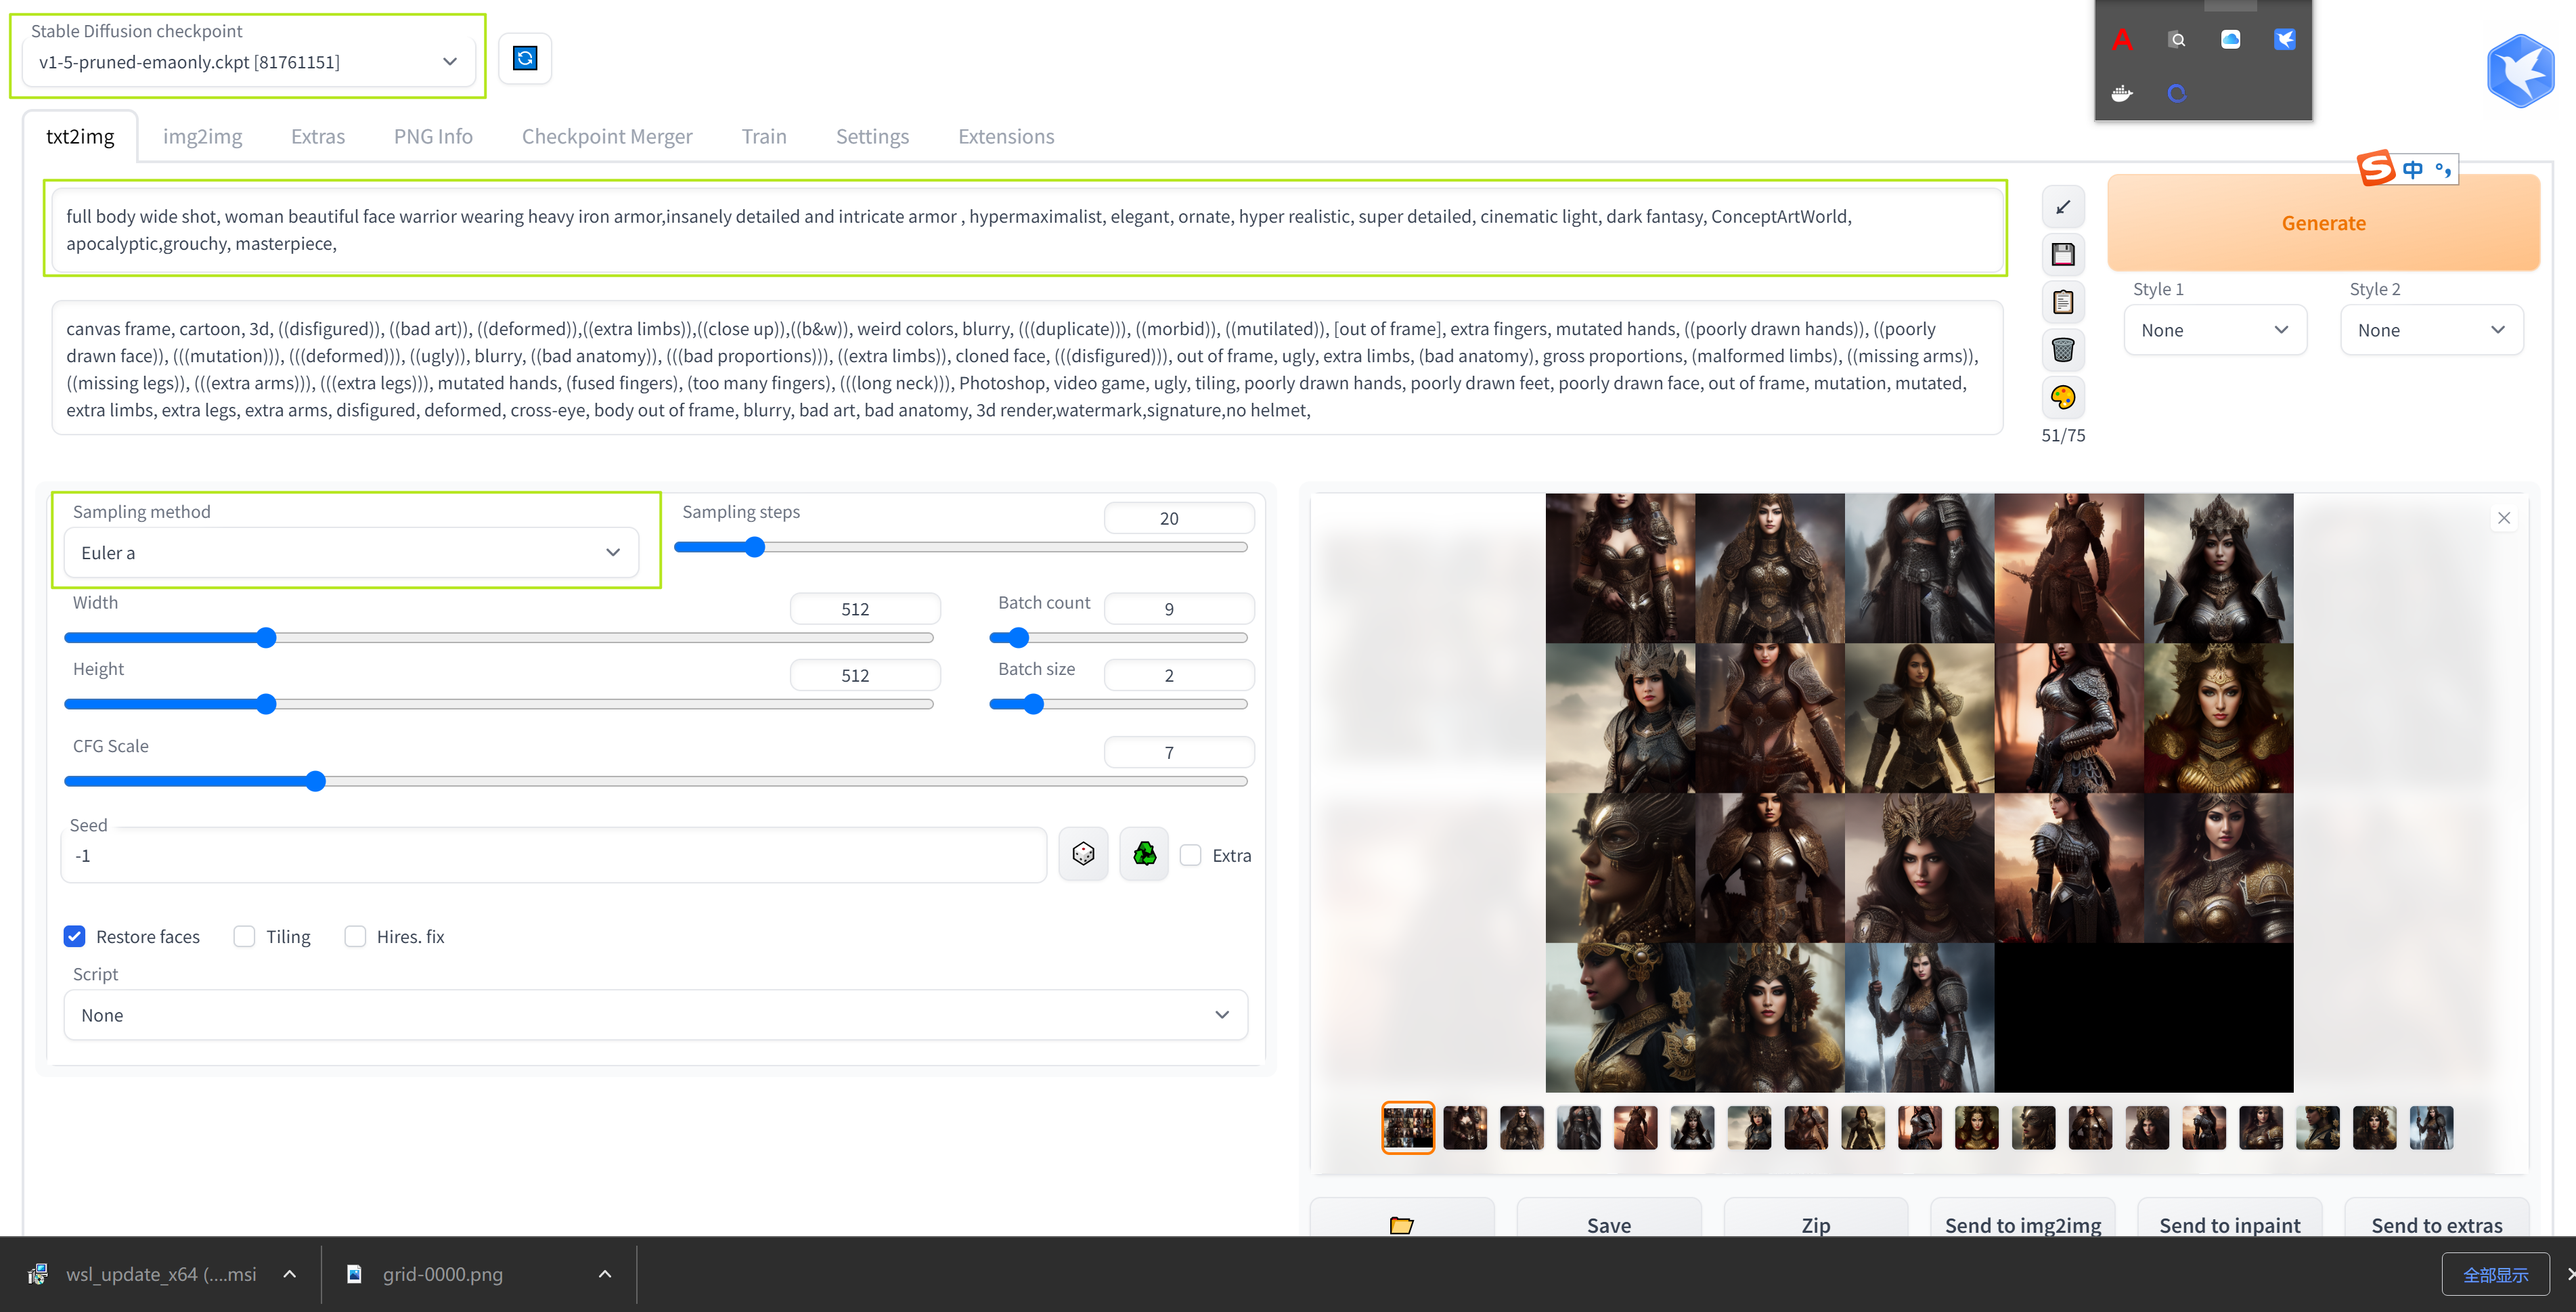 Stable Diffusion checkpoint
v1-5-pruned-emaonly.ckpt [81761151]
txt2img
img2img
Extras
PNG Info
Checkpoint Merger
Train
Settings
Extensions
中 °,
full body wide shot, woman beautiful face warrior wearing heavy iron armor,insanely detailed and intricate armor , hypermaximalist, elegant, ornate, hyper realistic, super detailed, cinematic light, dark fantasy, ConceptArtWorld,
apocalyptic,grouchy, masterpiece,
Generate
Style 1
Style 2
None
None
canvas frame, cartoon, 3d, ((disfigured)), ((bad art)), ((deformed)),((extra limbs)),((close up)),((b&w)), weird colors, blurry, (((duplicate))), ((morbid)), ((mutilated)), [out of frame], extra fingers, mutated hands, ((poorly drawn hands)), ((poorly
drawn face)), (((mutation))), (((deformed))), ((ugly)), blurry, ((bad anatomy)), (((bad proportions))), ((extra limbs)), cloned face, (((disfigured))), out of frame, ugly, extra limbs, (bad anatomy), gross proportions, (malformed limbs), ((missing arms)),
((missing legs)), (((extra arms))), (((extra legs))), mutated hands, (fused fingers), (too many fingers), (((long neck))), Photoshop, video game, ugly, tiling, poorly drawn hands, poorly drawn feet, poorly drawn face, out of frame, mutation, mutated,
extra limbs, extra legs, extra arms, disfigured, deformed, cross-eye, body out of frame, blurry, bad art, bad anatomy, 3d render,watermark,signature,no helmet,
51/75
Sampling method
Euler a
Sampling steps
20
Width
512
Batch count
9
Height
512
Batch size
2
CFG Scale
7
Seed
-1
Extra
Restore faces
Tiling
Hires. fix
Script
None
Save
Zip
Send to img2img
Send to inpaint
Send to extras
wsl_update_x64 (....msi
grid-0000.png
全部显示